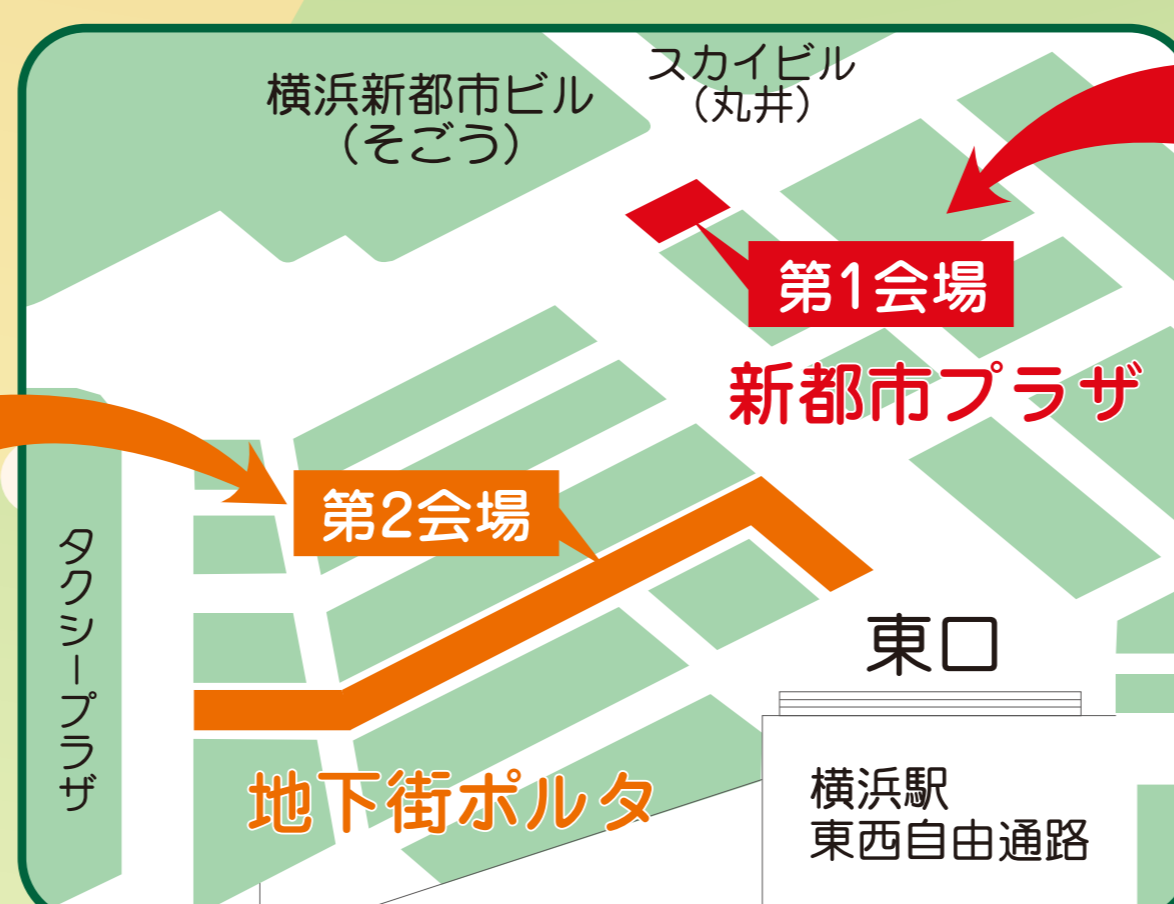 横浜新都市ビル
（そごう）
スカイビル
（丸井）
第1会場
新都市プラザ
第2会場
タクシープラザ
東口
地下街ポルタ
横浜駅
東西自由通路